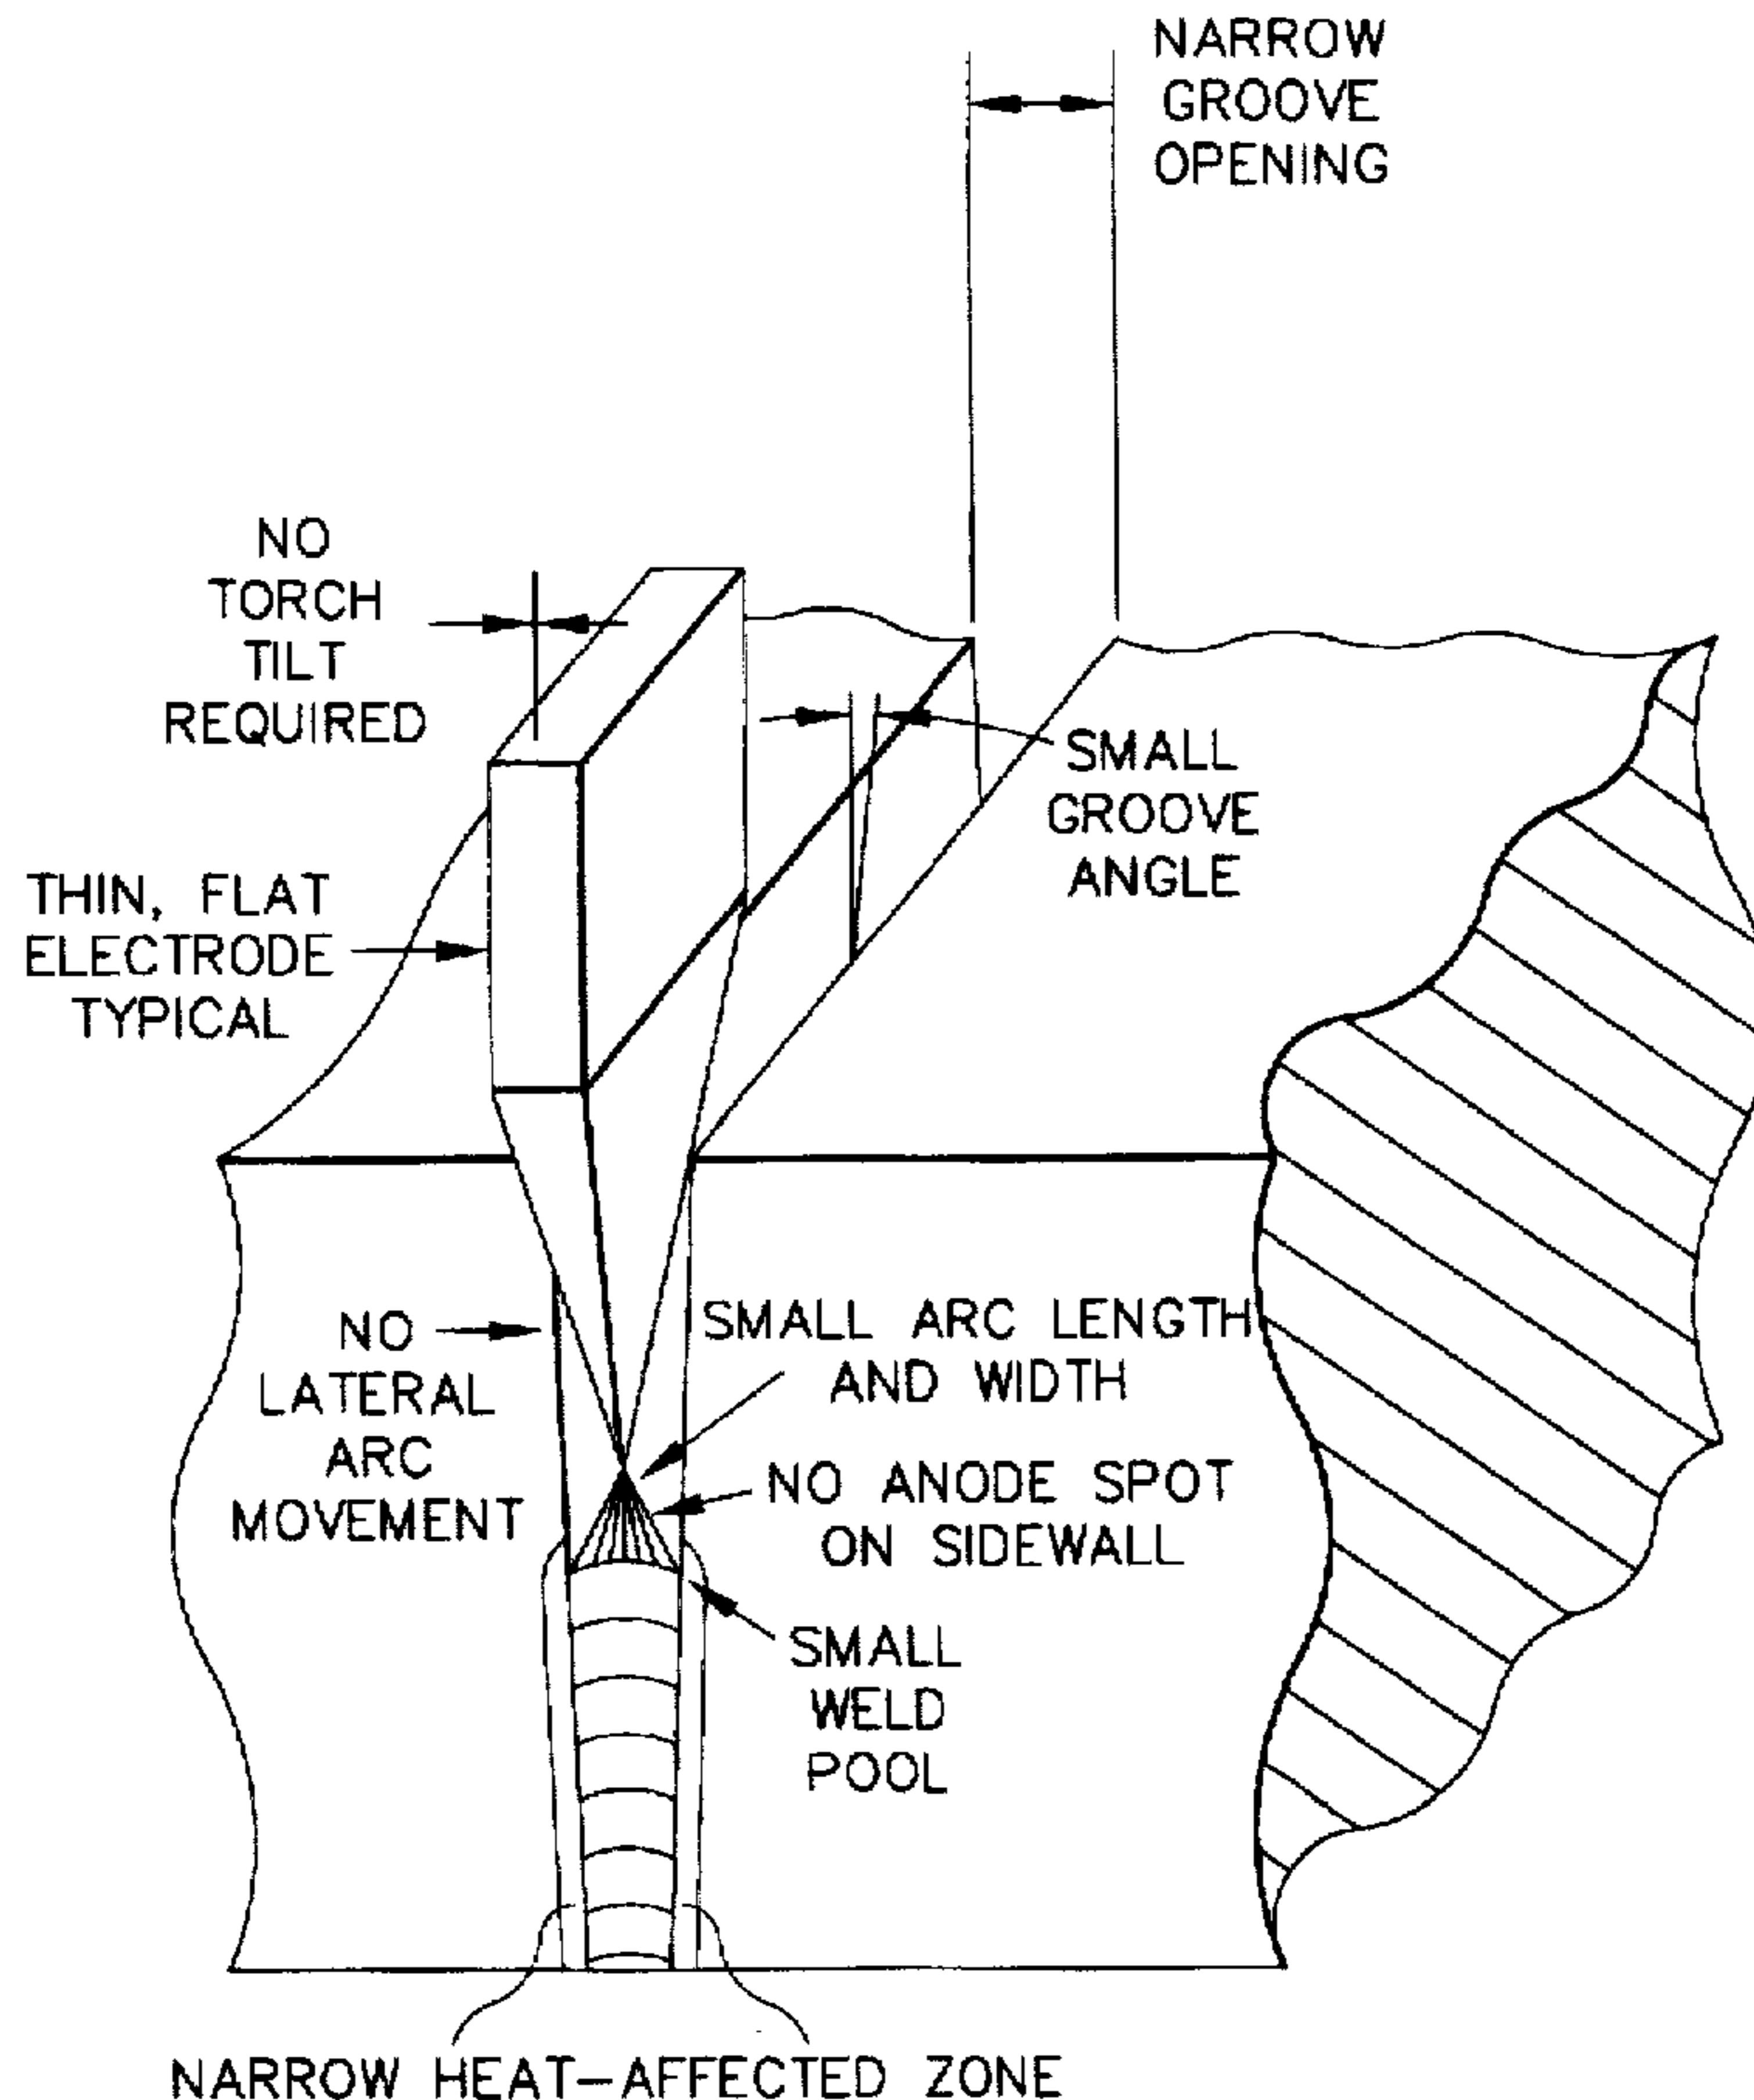 NARROW
GROOVE
OPENING
NO
TORCH
TILT
REQUIRED
SMALL
GROOVE
ANGLE
THIN, FLAT
ELECTRODE
TYPICAL
NO
LATERAL
ARC
MOVEMENT
SMALL ARC LENGTH
AND WIDTH
NO ANODE SPOT
ON SIDEWALL
SMALL
WELD
POOL
NARROW HEAT-AFFECTED ZONE